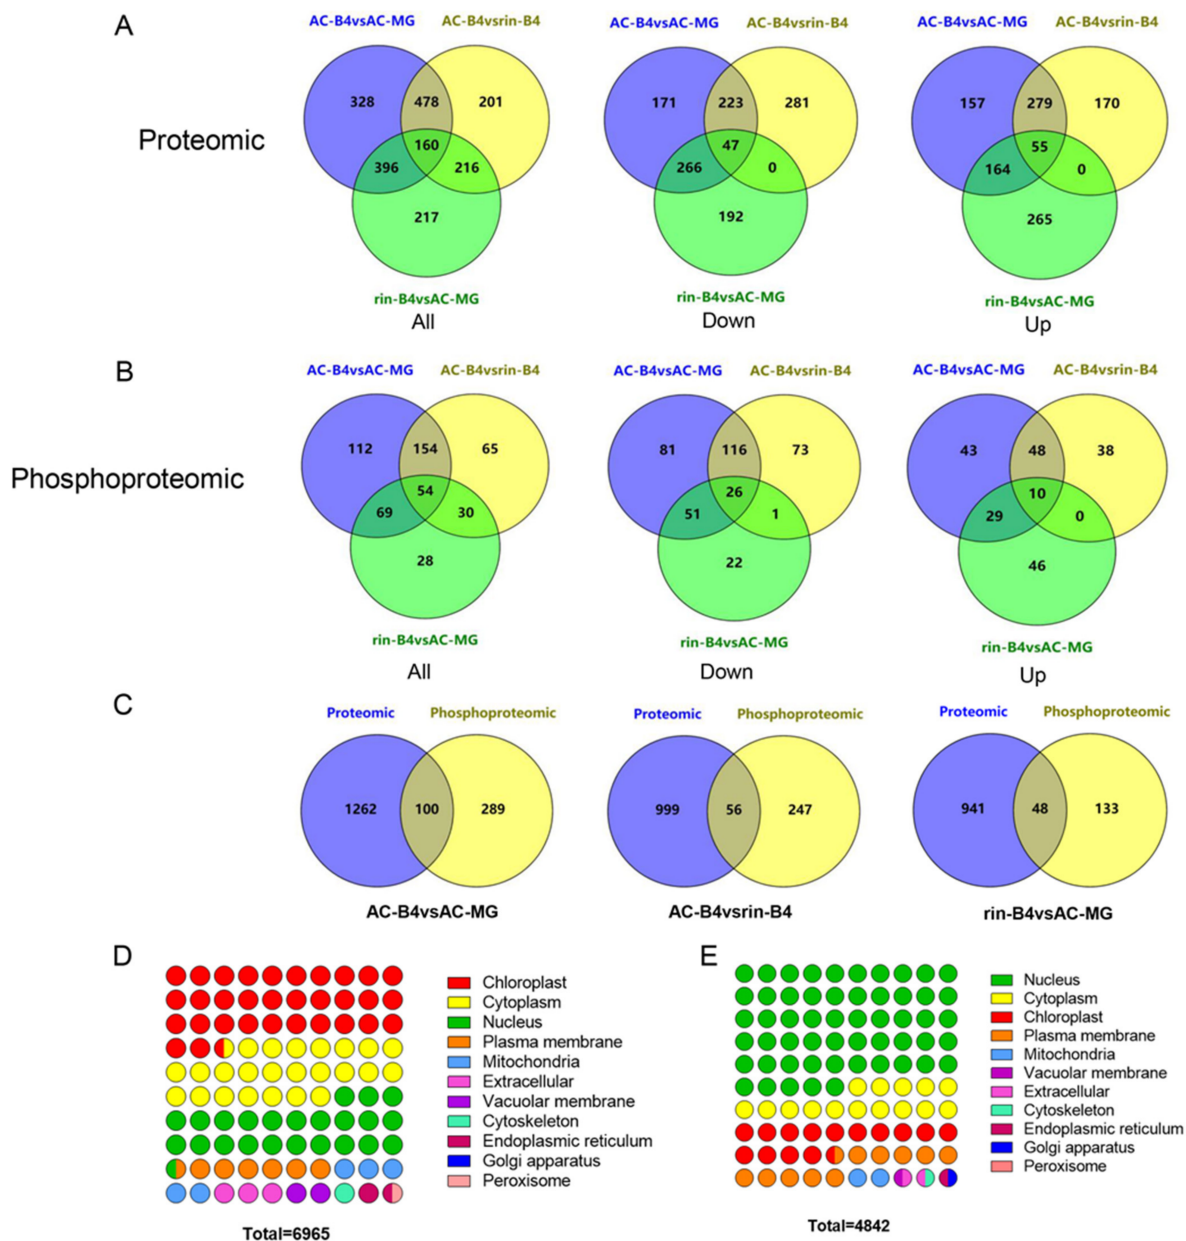 A
AC-B4vsAC-MG AC-B4vsrin-B4
AC-B4vsAC-MG AC-B4vsrin-B4
AC-B4vsAC-MG AC-B4vsrin-B4
Proteomic
328 478 201
160
396 216
217
rin-B4vsAC-MG
All
171 223 281
47
266 0
192
rin-B4vsAC-MG
Down
157 279 170
55
164 0
265
rin-B4vsAC-MG
Up
B
AC-B4vsAC-MG AC-B4vsrin-B4
AC-B4vsAC-MG AC-B4vsrin-B4
AC-B4vsAC-MG AC-B4vsrin-B4
Phosphoproteomic
112 154 65
54
69 30
28
rin-B4vsAC-MG
All
81 116 73
26
51 1
22
rin-B4vsAC-MG
Down
43 48 38
10
29 0
46
rin-B4vsAC-MG
Up
C
Proteomic Phosphoproteomic
1262 100 289
AC-B4vsAC-MG
Proteomic Phosphoproteomic
999 56 247
AC-B4vsrin-B4
Proteomic Phosphoproteomic
941 48 133
rin-B4vsAC-MG
D
Chloroplast
Cytoplasm
Nucleus
Plasma membrane
Mitochondria
Extracellular
Vacuolar membrane
Cytoskeleton
Endoplasmic reticulum
Golgi apparatus
Peroxisome
Total=6965
E
Nucleus
Cytoplasm
Chloroplast
Plasma membrane
Mitochondria
Vacuolar membrane
Extracellular
Cytoskeleton
Endoplasmic reticulum
Golgi apparatus
Peroxisome
Total=4842